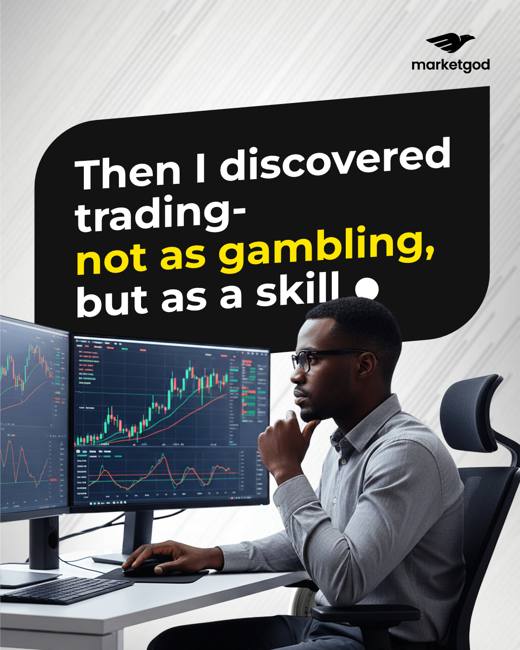 marketgod
Then I discovered
trading-
not as gambling,
but as a skill